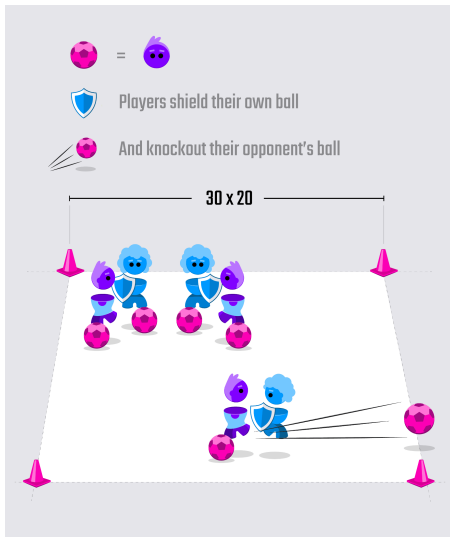 =
Players shield their own ball
And knockout their opponent’s ball
30 x 20